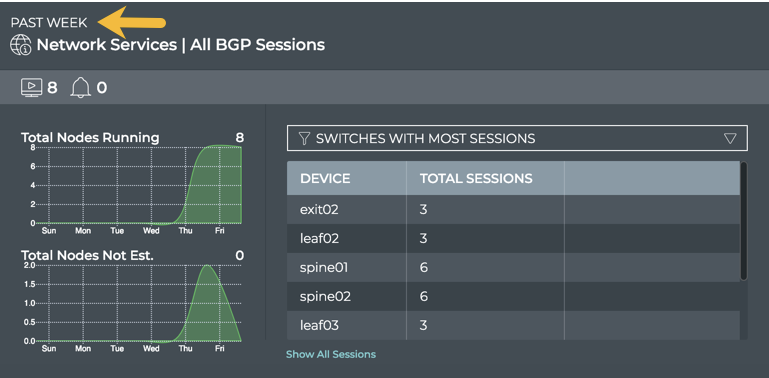 PAST WEEK
Network Services | All BGP Sessions
8 0
Total Nodes Running 8
8
6
4
2
0
Sun Mon Tue Wed Thu Fri
Total Nodes Not Est. 0
2.0
1.5
1.0
0.5
0.0
Sun Mon Tue Wed Thu Fri
SWITCHES WITH MOST SESSIONS
DEVICE TOTAL SESSIONS
exit02 3
leaf02 3
spine01 6
spine02 6
leaf03 3
Show All Sessions